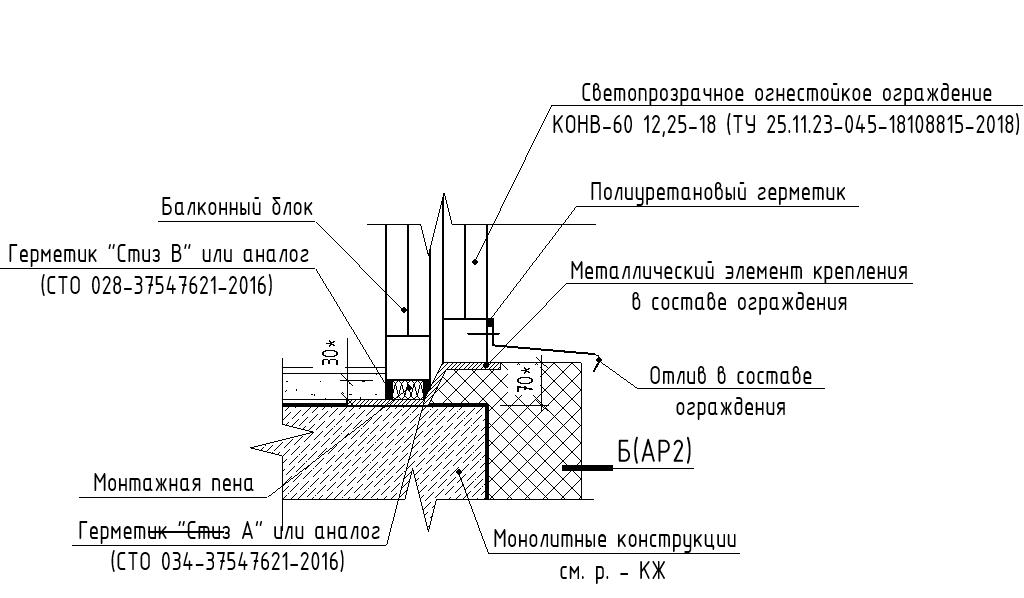 Светопрозрачное огнестойкое ограждение
КОНВ-60 12,25-18 (ТУ 25.11.23-045-18108815-2018)
Полиуретановый герметик
Балконный блок
Герметик "Стиз В" или аналог
(СТО 028-37547621-2016)
Металлический элемент крепления
в составе ограждения
30*
70*
Отлив в составе
ограждения
Б(АР2)
Монтажная пена
Герметик "Стиз А" или аналог
(СТО 034-37547621-2016)
Монолитные конструкции
см. р. - КЖ